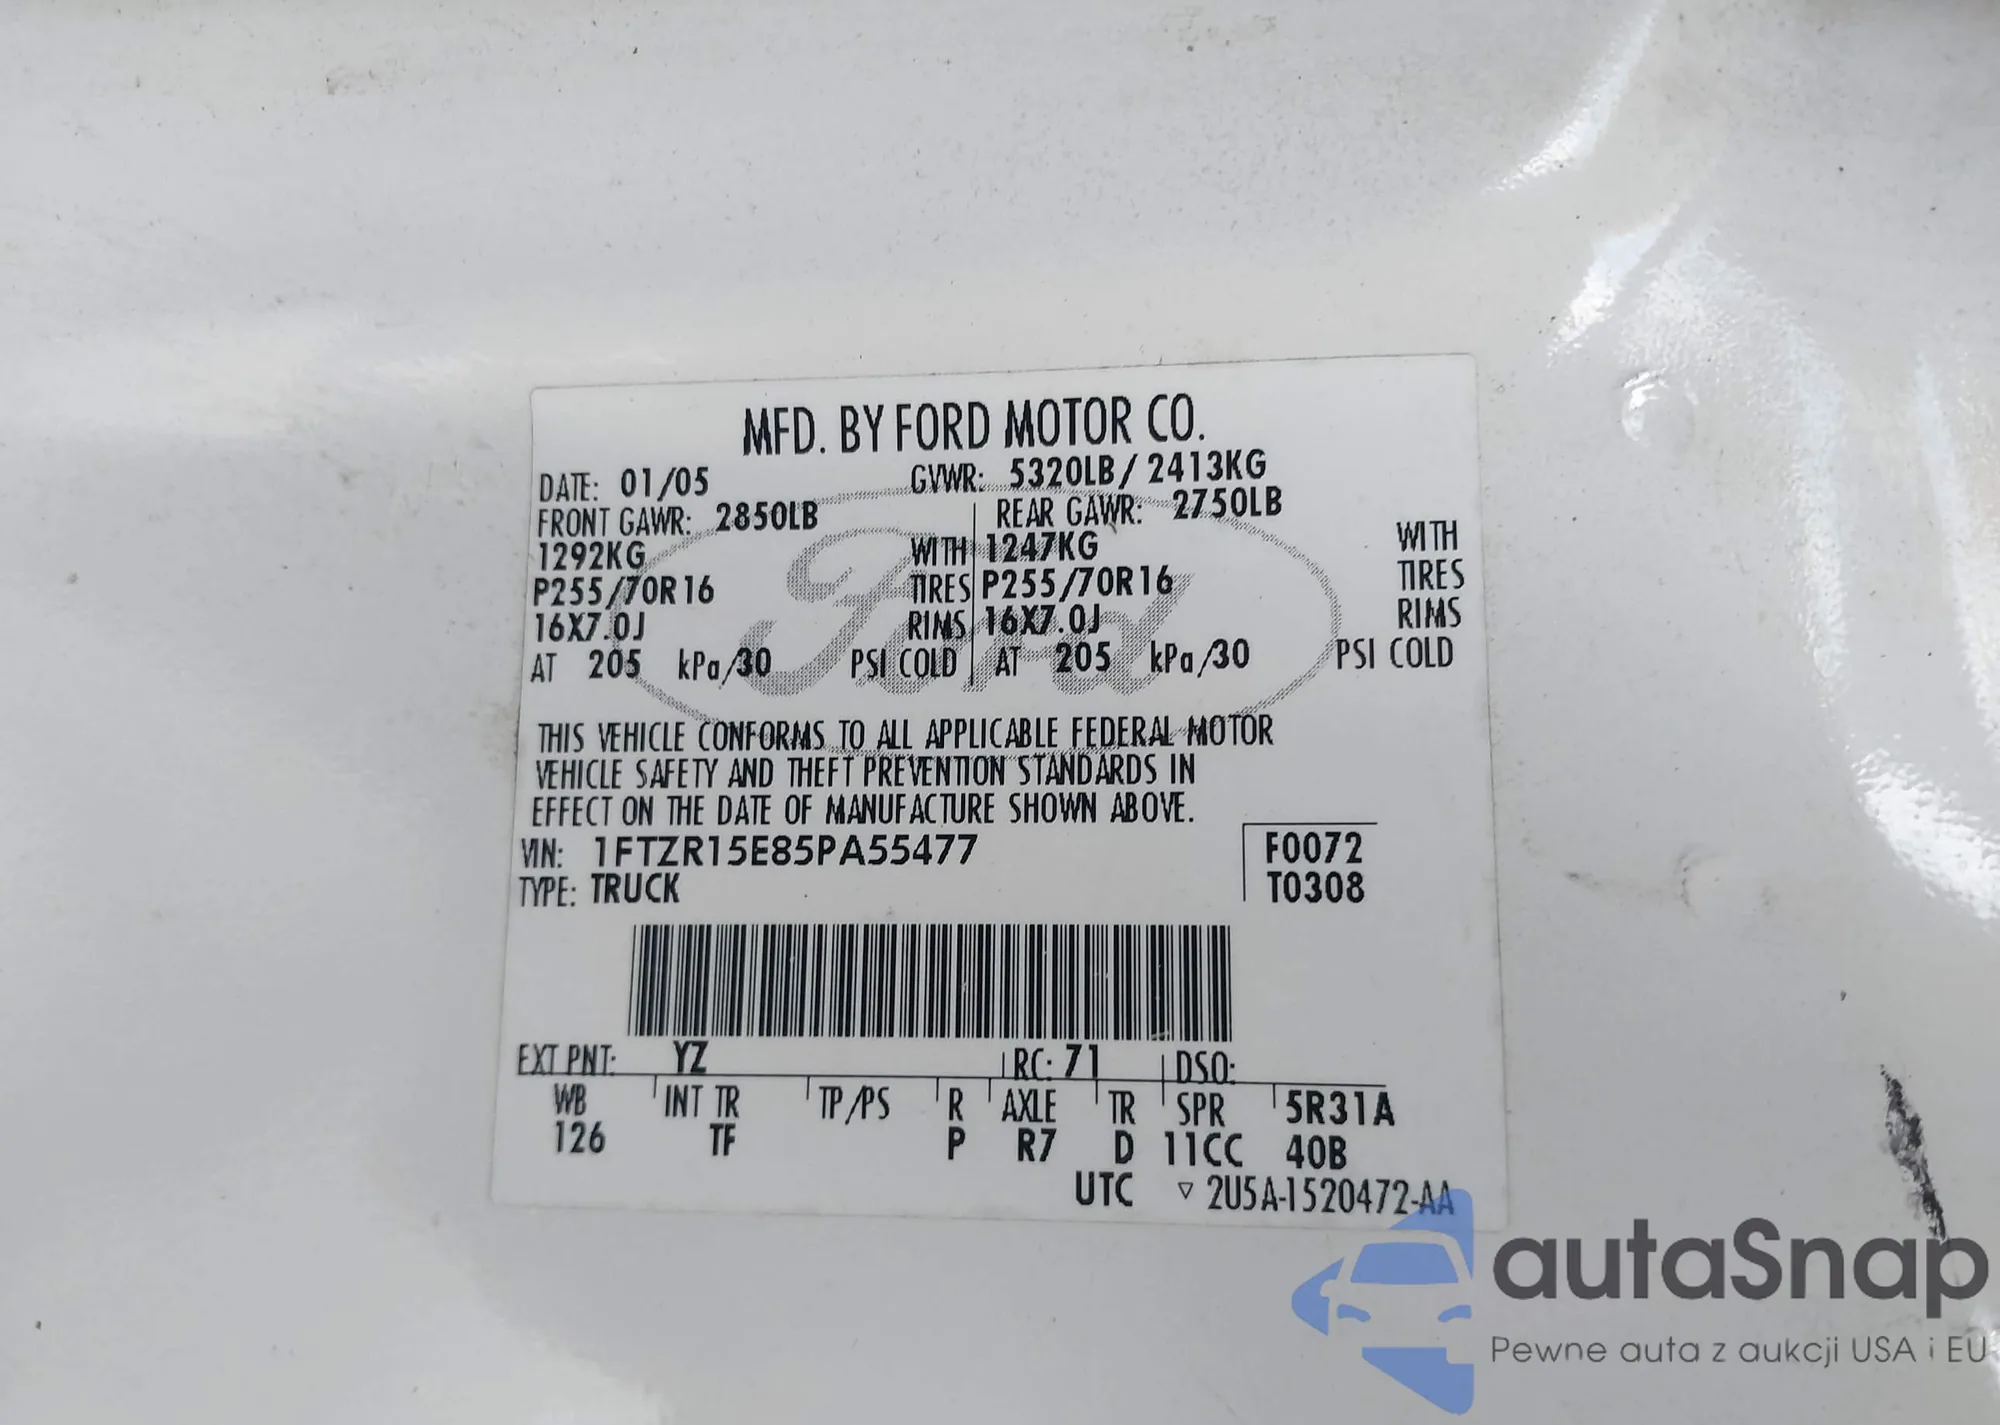 MFD. BY FORD MOTOR CO.
DATE: 01/05 GVWR: 5320LB/ 2413KG
FRONT GAWR: 2850LB REAR GAWR: 2750LB
1292KG WITH 1247KG WITH
P255/70R16 TIRES P255/70R16 TIRES
16X7.0J RIMS 16X7.0J RIMS
AT 205 kPa/30 PSI COLD AT 205 kPa/30 PSI COLD
Ford
THIS VEHICLE CONFORMS TO ALL APPLICABLE FEDERAL MOTOR
VEHICLE SAFETY AND THEFT PREVENTION STANDARDS IN
EFFECT ON THE DATE OF MANUFACTURE SHOWN ABOVE.
VIN: 1FTZR15E85PA55477 F0072
TYPE: TRUCK T0308
EXT PNT: YZ RC: 71 DSO:
WB INT TR TP/PS R AXLE TR SPR 5R31A
126 TF P R7 D 11CC 40B
UTC ▿ 2U5A-1520472-AA
autaSnap
Pewne auta z aukcji USA i EU